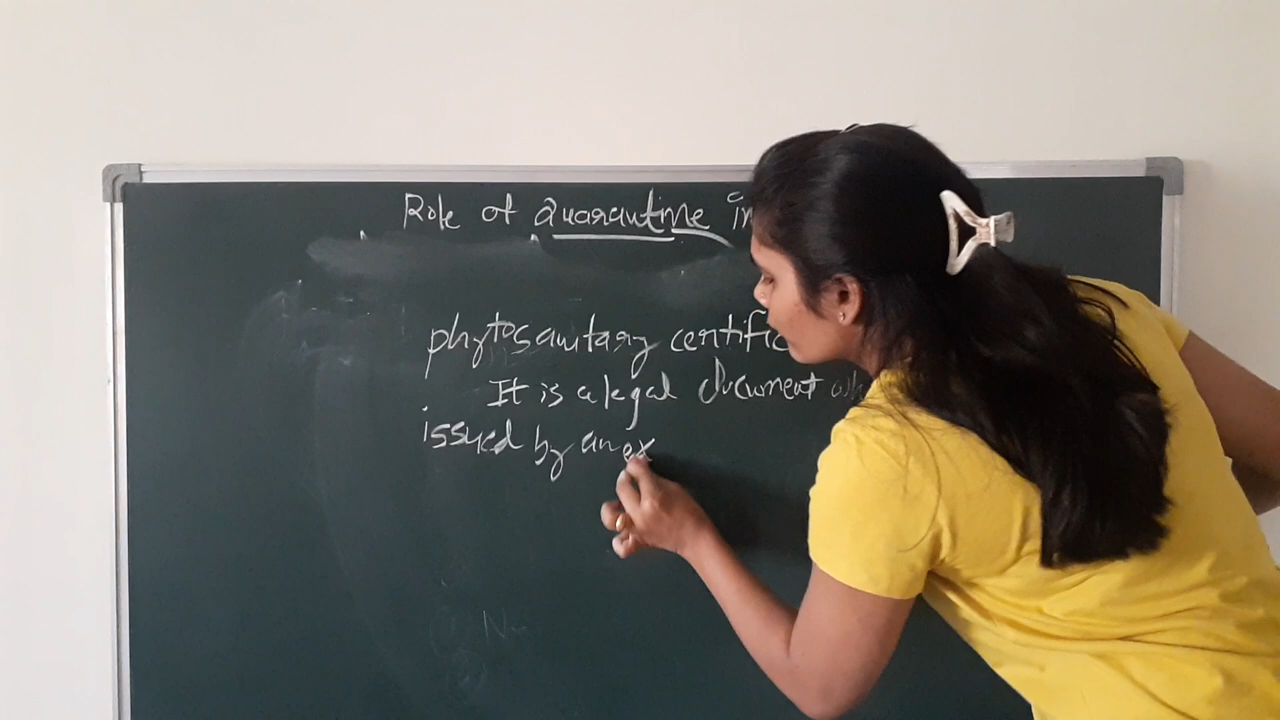 Role of Quarantine in
phytosanitary certific
It is a legal document wh
issued by an ex
N